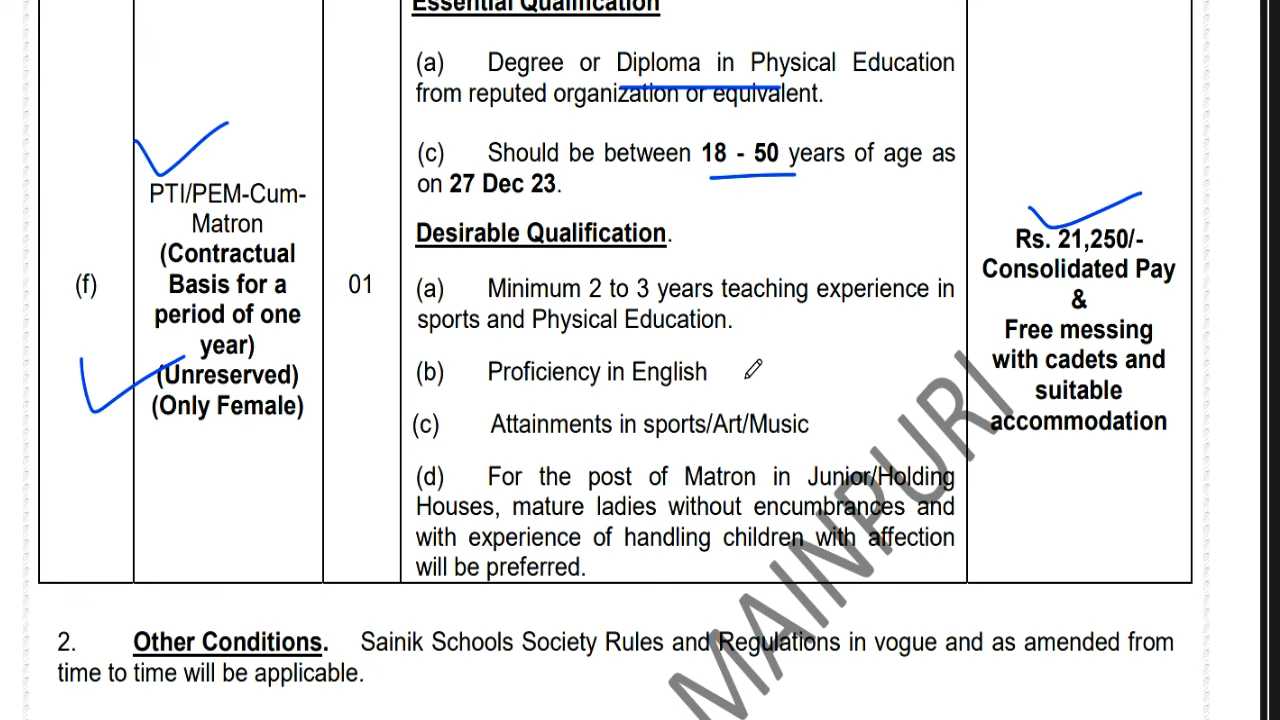 Essential Qualification
(a) Degree or Diploma in Physical Education
from reputed organization or equivalent.
(c) Should be between 18 - 50 years of age as
on 27 Dec 23.
PTI/PEM-Cum-
Matron
(Contractual
Basis for a
period of one
year)
(Unreserved)
(Only Female)
(f)
01
Desirable Qualification.
(a) Minimum 2 to 3 years teaching experience in
sports and Physical Education.
(b) Proficiency in English
(c) Attainments in sports/Art/Music
(d) For the post of Matron in Junior/Holding
Houses, mature ladies without encumbrances and
with experience of handling children with affection
will be preferred.
Rs. 21,250/-
Consolidated Pay
&
Free messing
with cadets and
suitable
accommodation
MAINPURI
2. Other Conditions. Sainik Schools Society Rules and Regulations in vogue and as amended from
time to time will be applicable.